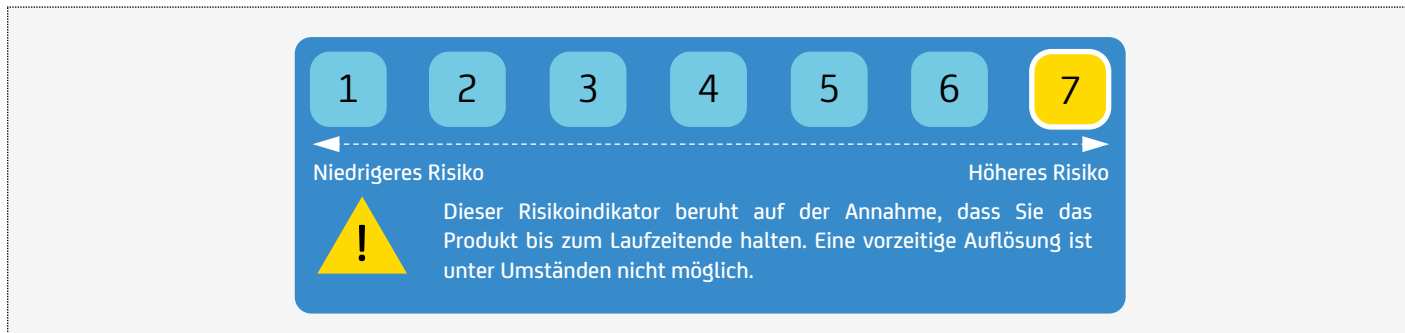 1 2 3 4 5 6 7
Niedrigeres Risiko Höheres Risiko
! Dieser Risikoindikator beruht auf der Annahme, dass Sie das
Produkt bis zum Laufzeitende halten. Eine vorzeitige Auflösung ist
unter Umständen nicht möglich.